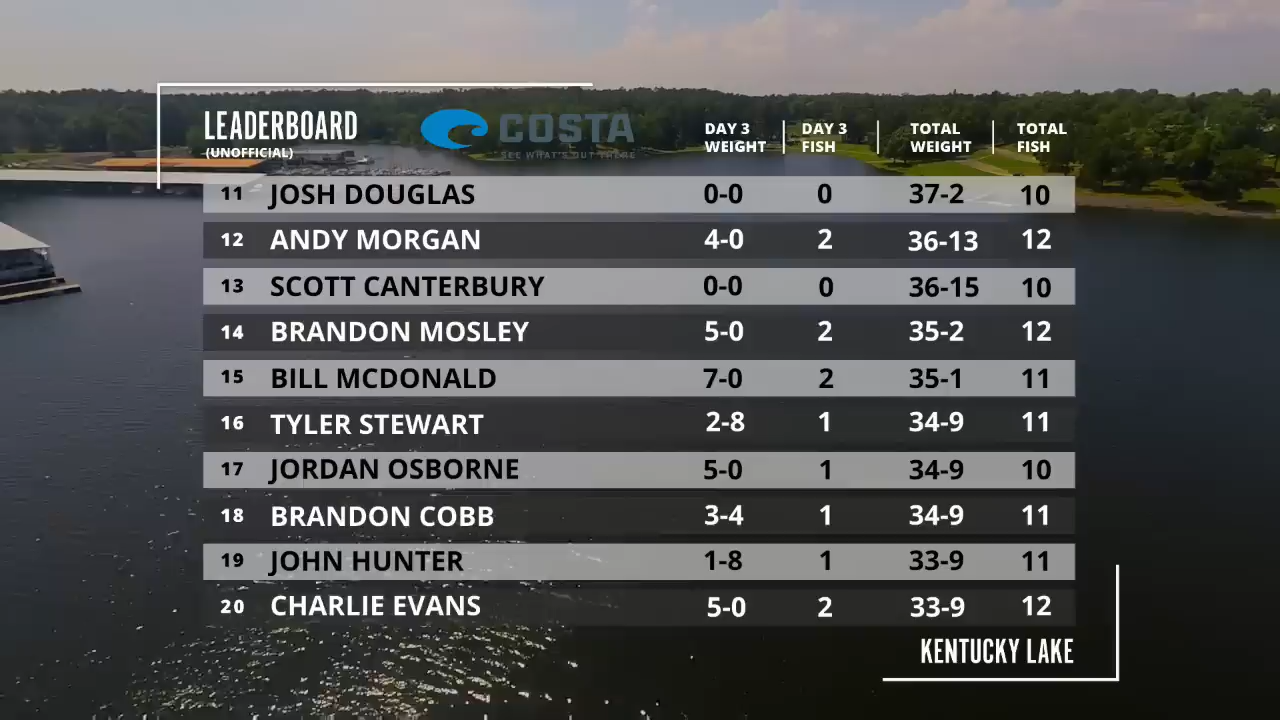 LEADERBOARD
(UNOFFICIAL)
COSTA
SEE WHAT'S OUT THERE
DAY 3 WEIGHT | DAY 3 FISH | TOTAL WEIGHT | TOTAL FISH
11 JOSH DOUGLAS 0-0 0 37-2 10
12 ANDY MORGAN 4-0 2 36-13 12
13 SCOTT CANTERBURY 0-0 0 36-15 10
14 BRANDON MOSLEY 5-0 2 35-2 12
15 BILL MCDONALD 7-0 2 35-1 11
16 TYLER STEWART 2-8 1 34-9 11
17 JORDAN OSBORNE 5-0 1 34-9 10
18 BRANDON COBB 3-4 1 34-9 11
19 JOHN HUNTER 1-8 1 33-9 11
20 CHARLIE EVANS 5-0 2 33-9 12
KENTUCKY LAKE